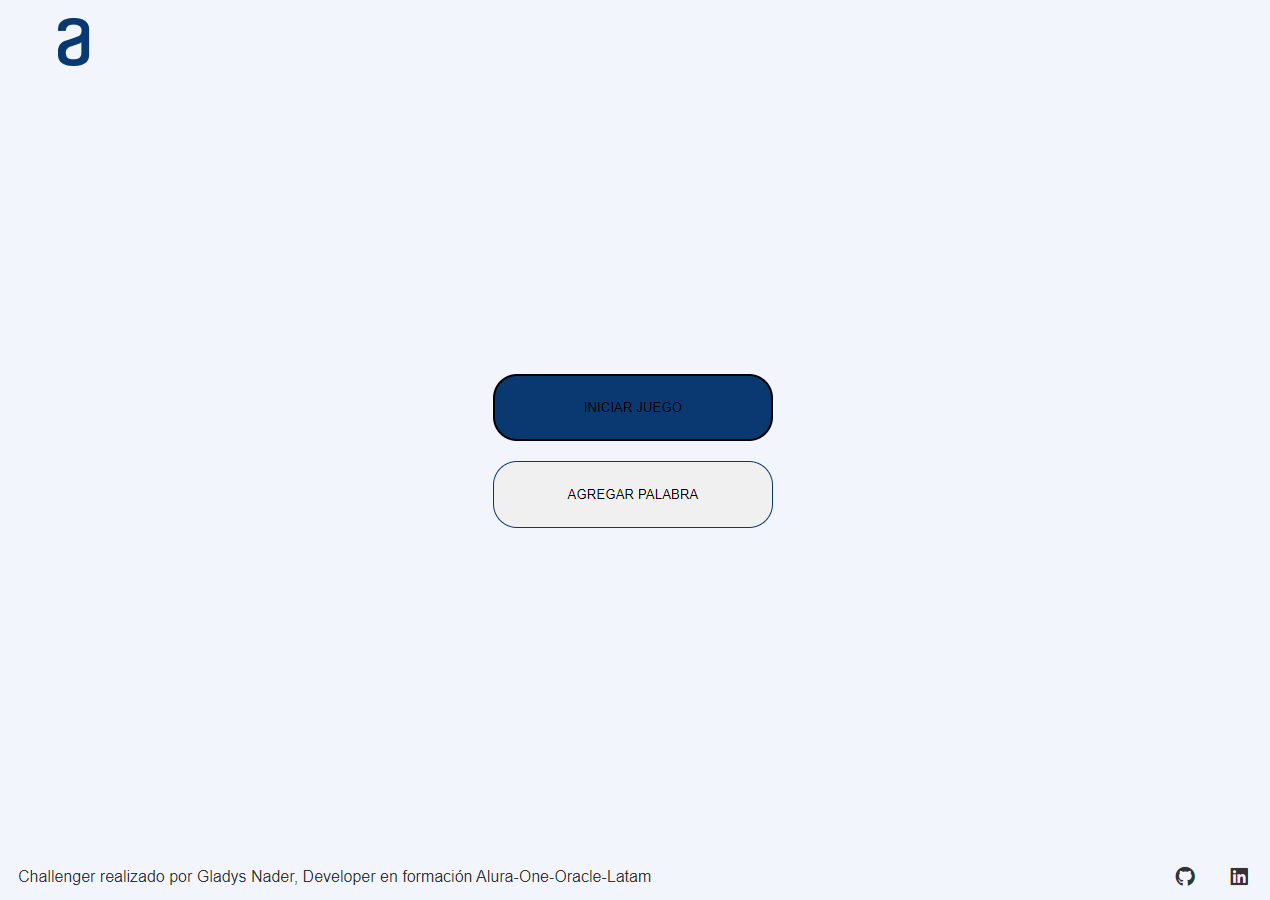 a
INICIAR JUEGO
AGREGAR PALABRA
Challenger realizado por Gladys Nader, Developer en formación Alura-One-Oracle-Latam
in